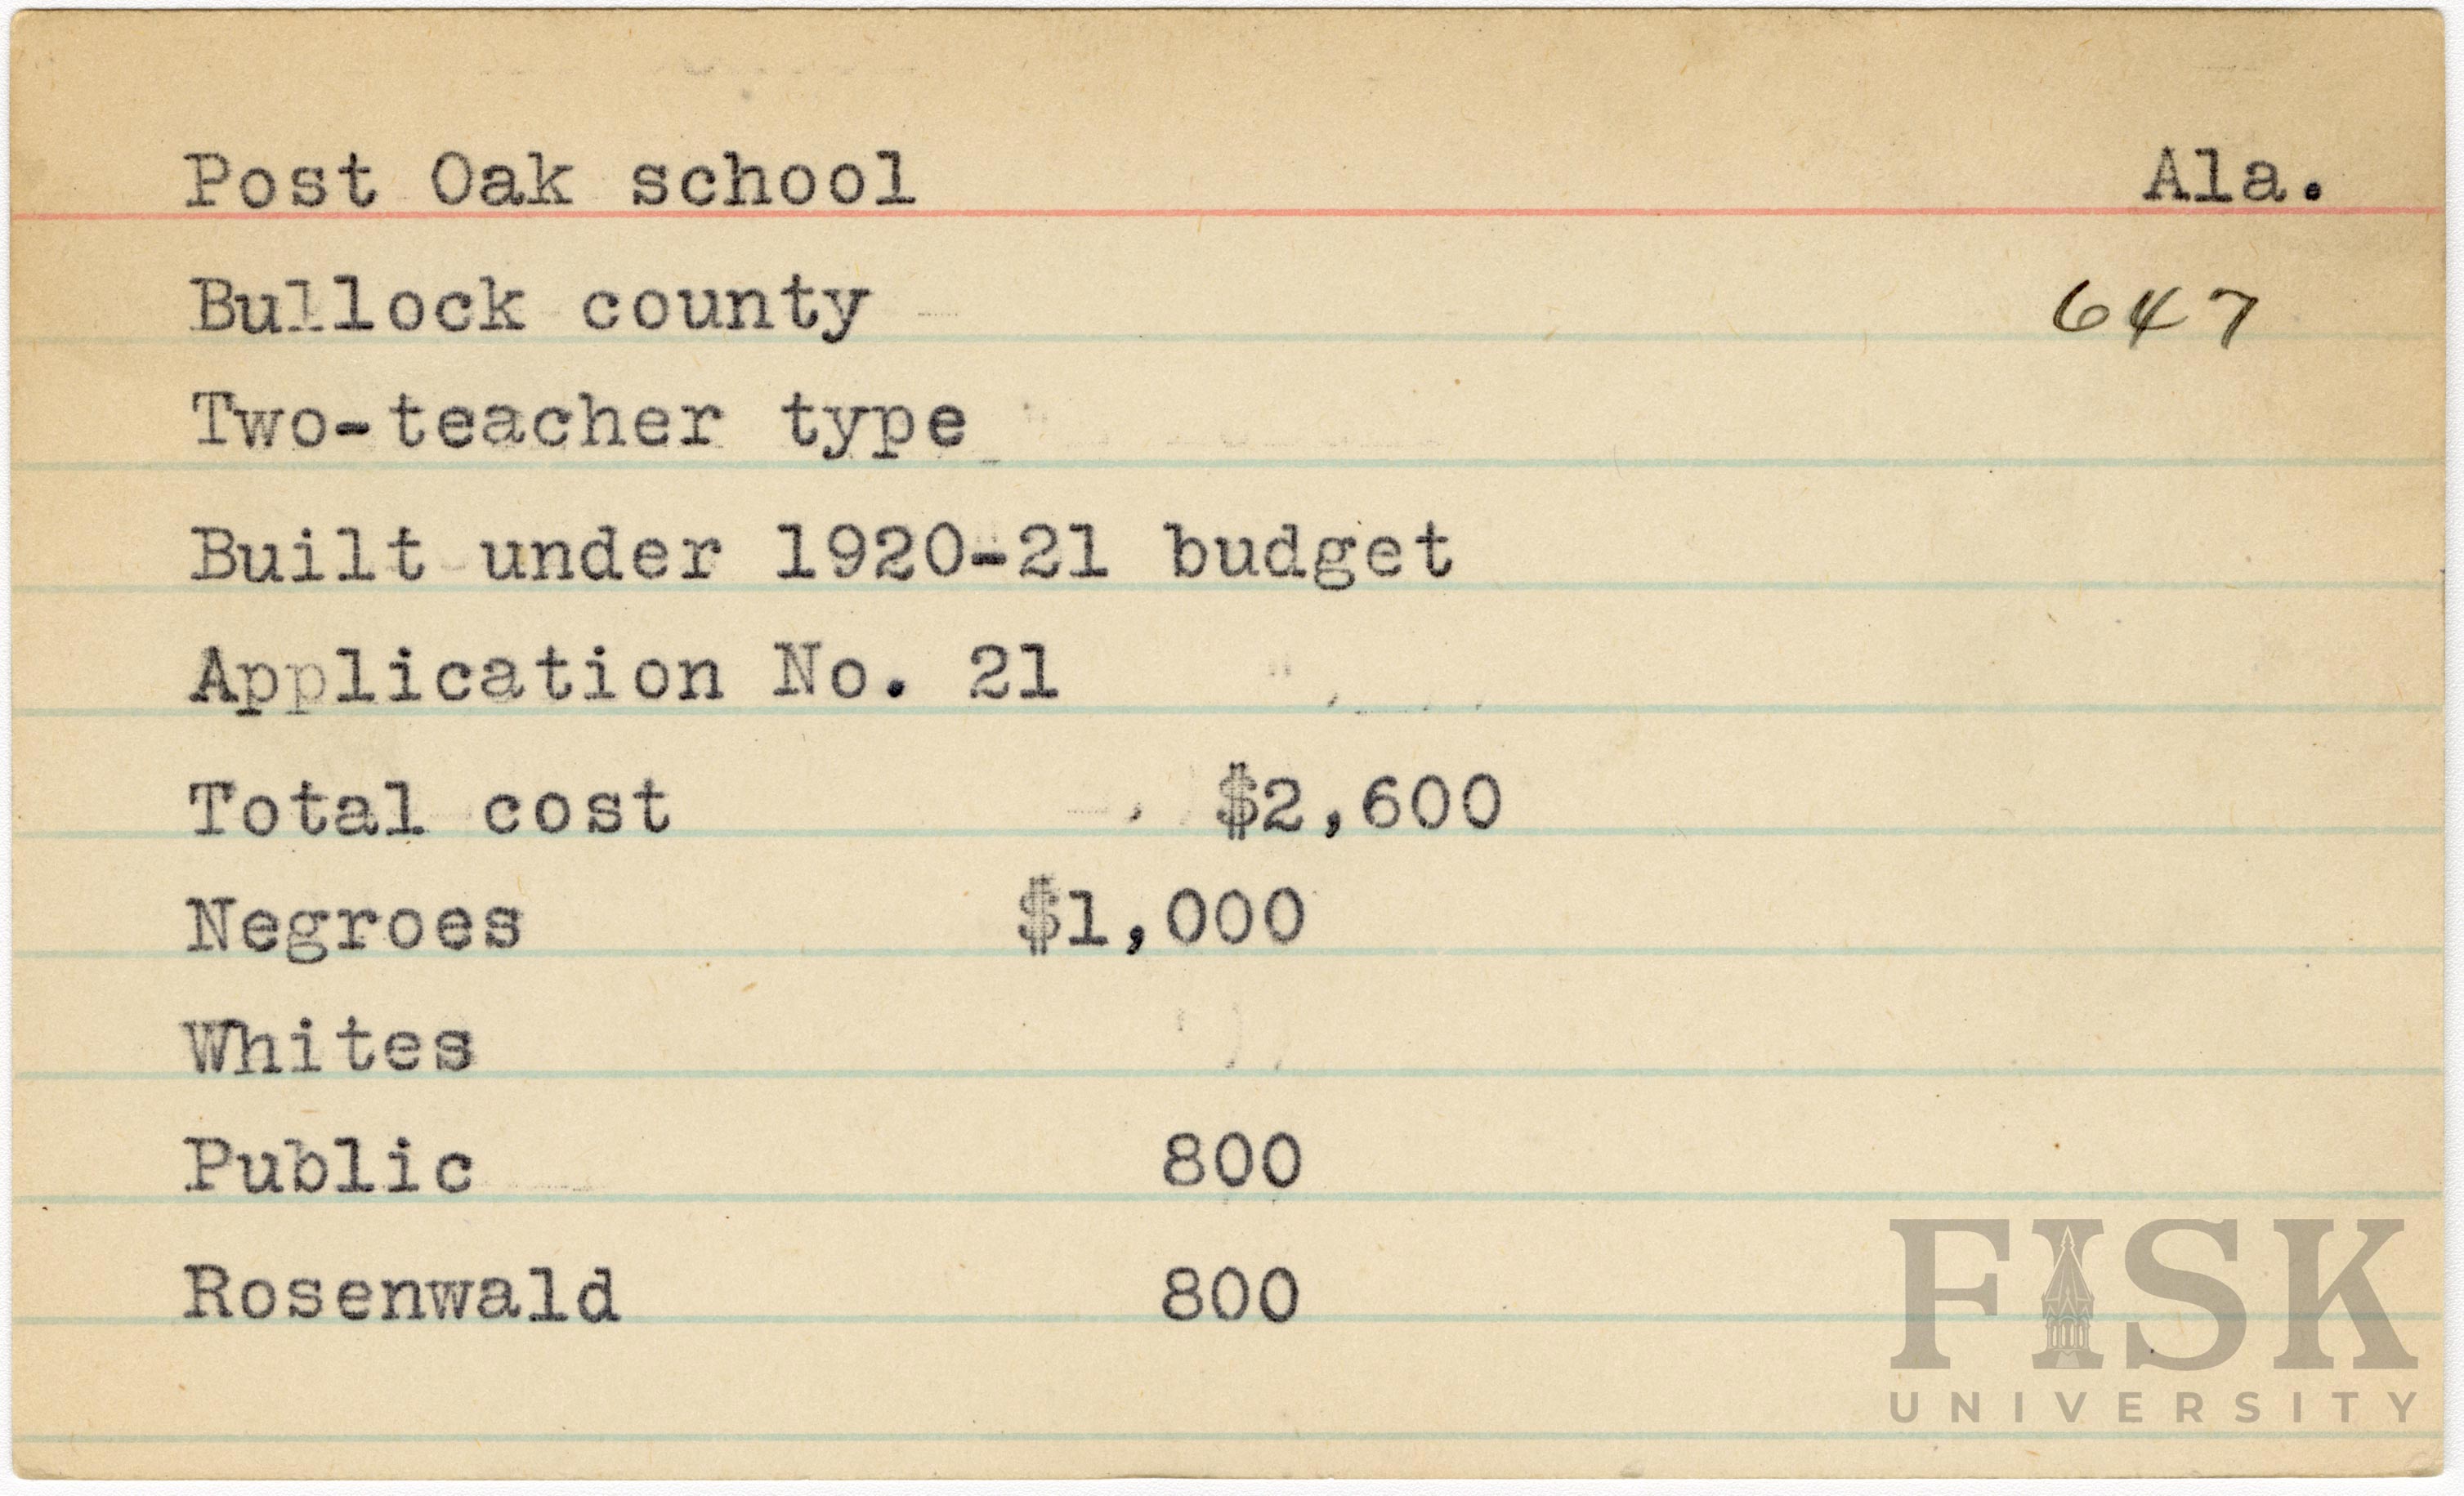 Post Oak school Ala.
Bullock county 647
Two-teacher type
Built under 1920-21 budget
Application No. 21
Total cost $2,600
Negroes $1,000
Whites
Public 800
Rosenwald 800
FISK
UNIVERSITY